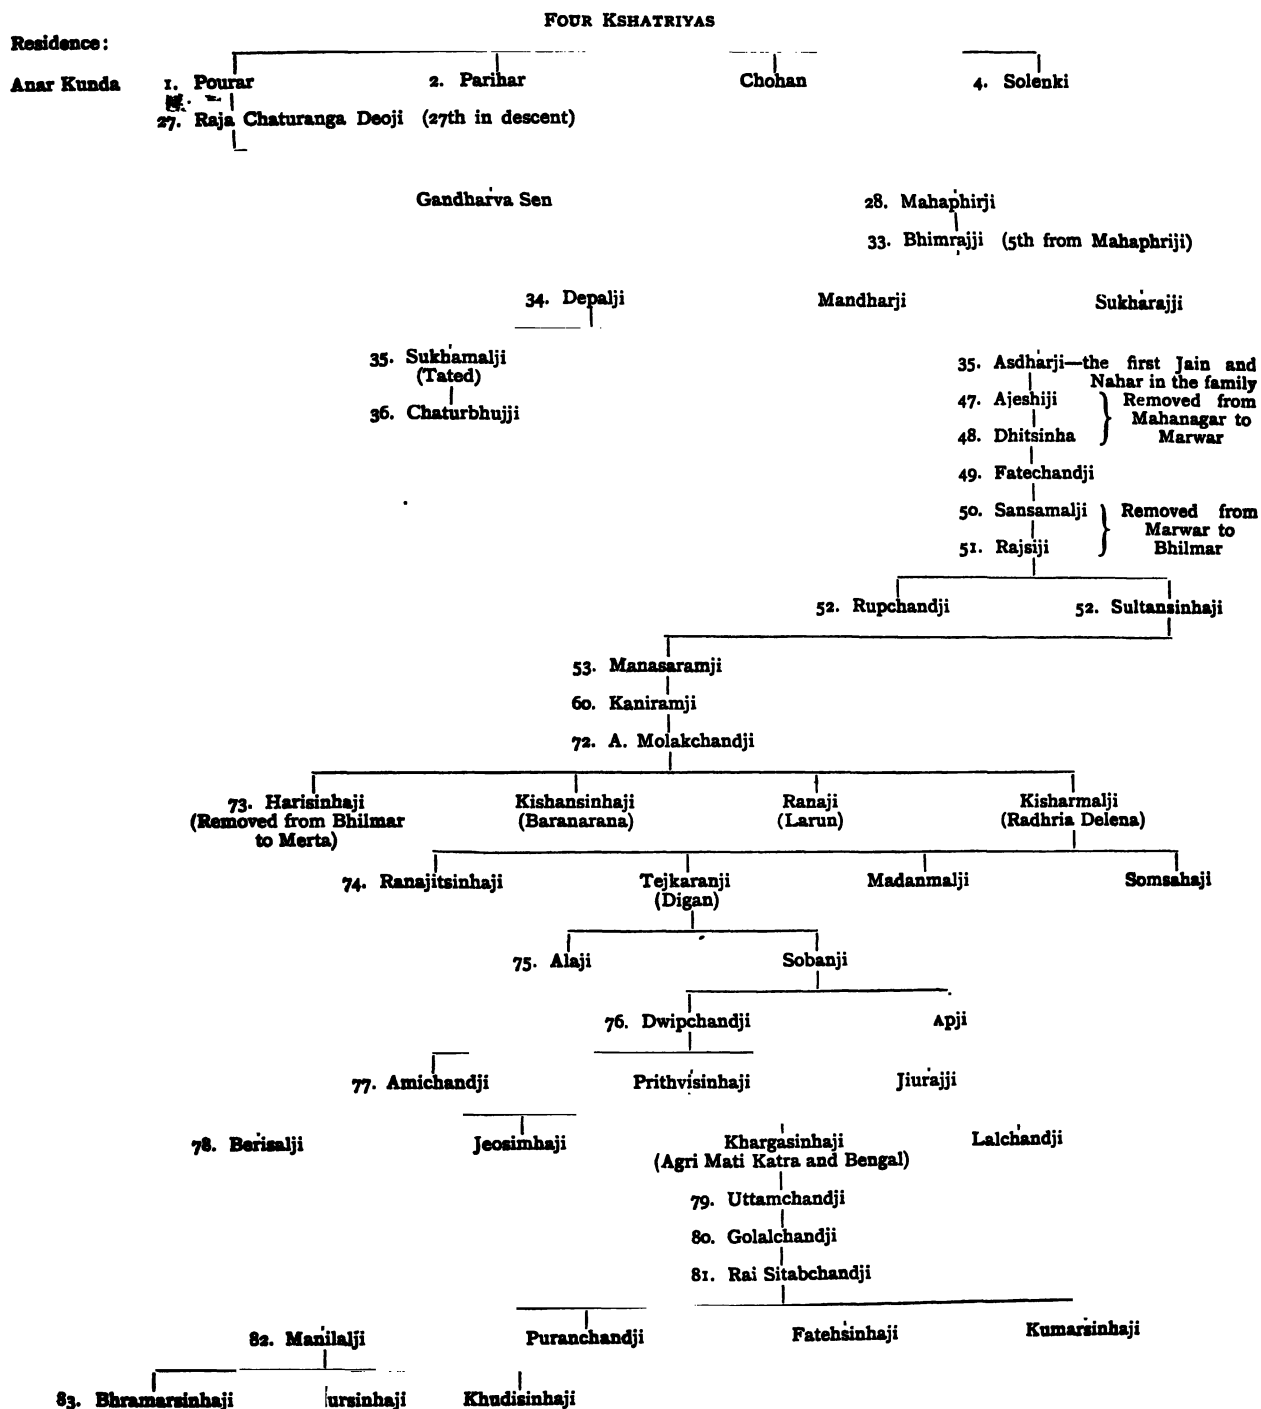 FOUR KSHATRIYAS
Residence:
Anar Kunda 1. Pourar 2. Parihar Chohan 4. Solenki
27. Raja Chaturanga Deoji (27th in descent)
Gandharva Sen 28. Mahaphirji
33. Bhimrajji (5th from Mahaphriji)
34. Depalji Mandharji Sukharajji
35. Sukhamalji 35. Asdharji—the first Jain and
(Tated) Nahar in the family
36. Chaturbhujji 47. Ajeshiji Removed from
Mahanagar to
48. Dhitsinha Marwar
49. Fatechandji
50. Sansamalji Removed from
Marwar to
51. Rajsiji Bhilmar
52. Rupchandji 52. Sultansinhaji
53. Manasaramji
60. Kaniramji
72. A. Molakchandji
73. Harisinhaji Kishansinhaji Ranaji Kisharmalji
(Removed from Bhilmar (Baranarana) (Larun) (Radhria Delena)
to Merta)
74. Ranajitsinhaji Tejkaranji Madanmalji Somsahaji
(Digan)
75. Alaji Sobanji
76. Dwipchandji Apji
77. Amichandji Prithvisinhaji Jiurajji
78. Berisalji Jeosimhaji Khargasinhaji Lalchandji
(Agri Mati Katra and Bengal)
79. Uttamchandji
80. Golalchandji
81. Rai Sitabchandji
82. Manilalji Puranchandji Fatehsinhaji Kumarsinhaji
83. Bhramarsinhaji ursinhaji Khudisinhaji